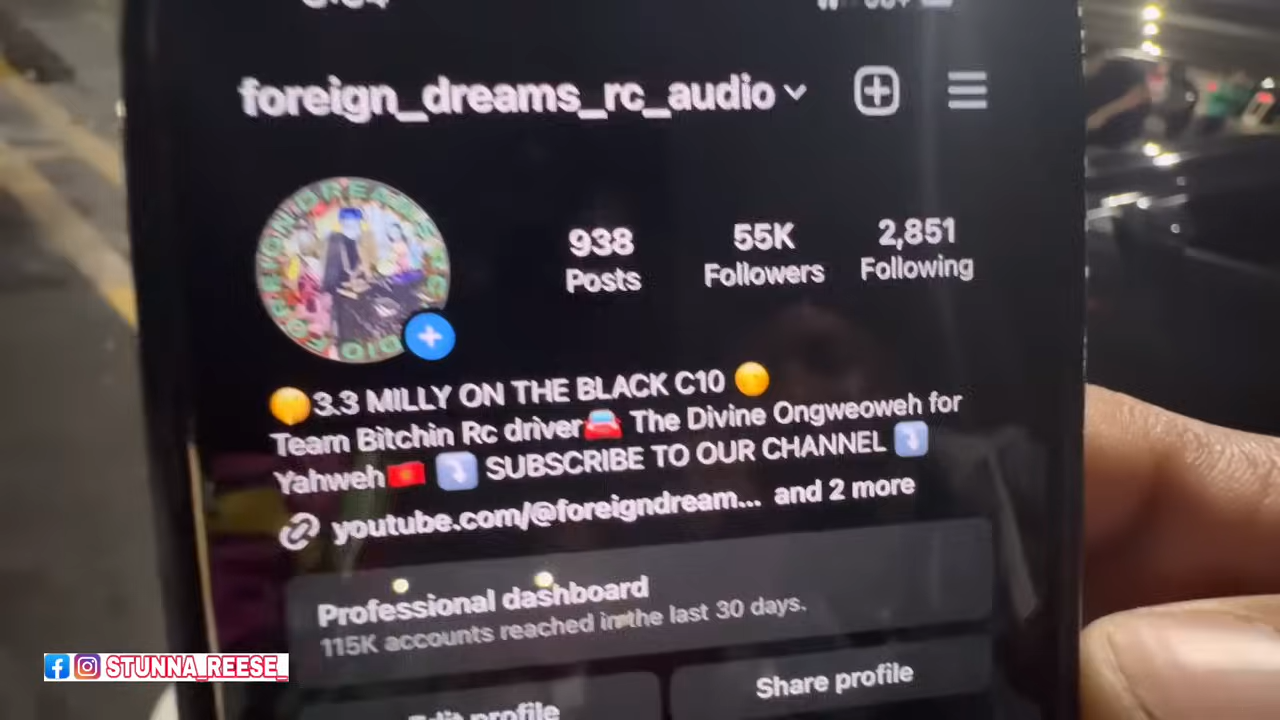 foreign_dreams_rc_audio
938
Posts
55K
Followers
2,851
Following
3.3 MILLY ON THE BLACK C10
Team Bitchin Rc driver🚘 The Divine Ongweoweh for
Yahweh🇻🇳 ⤵️ SUBSCRIBE TO OUR CHANNEL ⤵️
youtube.com/@foreigndream... and 2 more
Professional dashboard
115K accounts reached in the last 30 days.
Edit profile
Share profile
STUNNA_REESE_